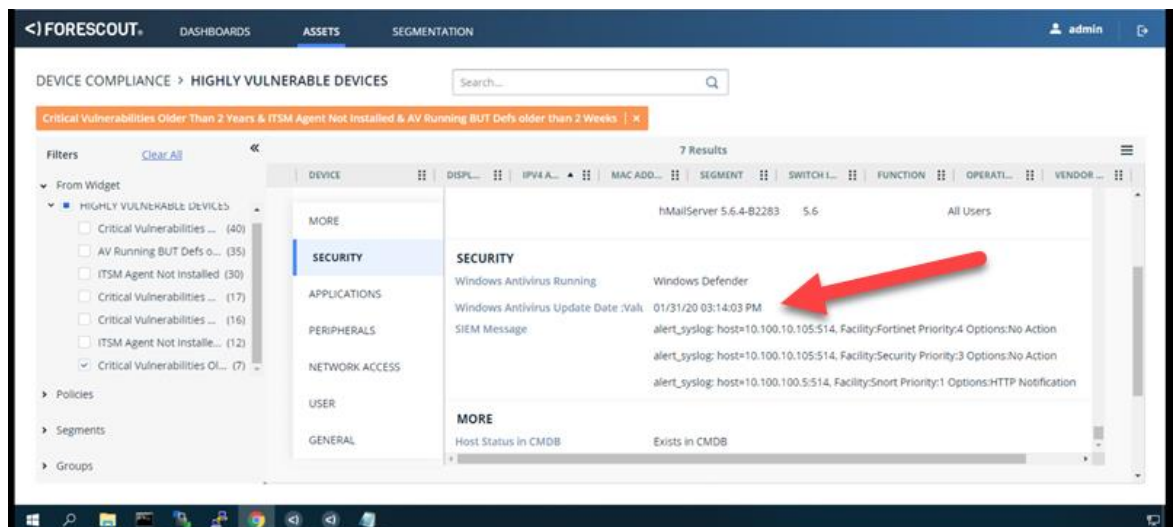 <) FORESCOUT. DASHBOARDS ASSETS SEGMENTATION admin
DEVICE COMPLIANCE > HIGHLY VULNERABLE DEVICES Search...
Critical Vulnerabilities Older Than 2 Years & ITSM Agent Not Installed & AV Running BUT Defs older than 2 Weeks | ×
Filters Clear All «
7 Results
DEVICE DISPL... IPV4 A... MAC ADD... SEGMENT SWITCH I... FUNCTION OPERATI... VENDOR ...
From Widget
HIGHLY VULNERABLE DEVICES
Critical Vulnerabilities ... (40)
AV Running BUT Defs o... (35)
ITSM Agent Not Installed (30)
Critical Vulnerabilities ... (17)
Critical Vulnerabilities ... (16)
ITSM Agent Not Installe... (12)
Critical Vulnerabilities Ol... (7)
Policies
Segments
Groups
MORE
SECURITY
APPLICATIONS
PERIPHERALS
NETWORK ACCESS
USER
GENERAL
hMailServer 5.6.4-B2283 5.6 All Users
SECURITY
Windows Antivirus Running Windows Defender
Windows Antivirus Update Date :Valu 01/31/20 03:14:03 PM
SIEM Message alert_syslog: host=10.100.10.105:514, Facility:Fortinet Priority:4 Options:No Action
alert_syslog: host=10.100.10.105:514, Facility:Security Priority:3 Options:No Action
alert_syslog: host=10.100.100.5:514, Facility:Snort Priority:1 Options:HTTP Notification
MORE
Host Status in CMDB Exists in CMDB